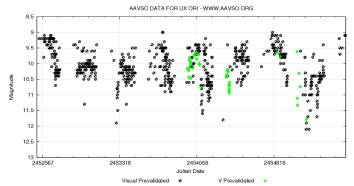 AAVSO DATA FOR UX ORI - WWW.AAVSO.ORG
8.5
9
9.5
10
10.5
11
11.5
12
12.5
13
Magnitude
2452567 2453318 2454068 2454818
Julian Date
Visual Prevalidated V Prevalidated